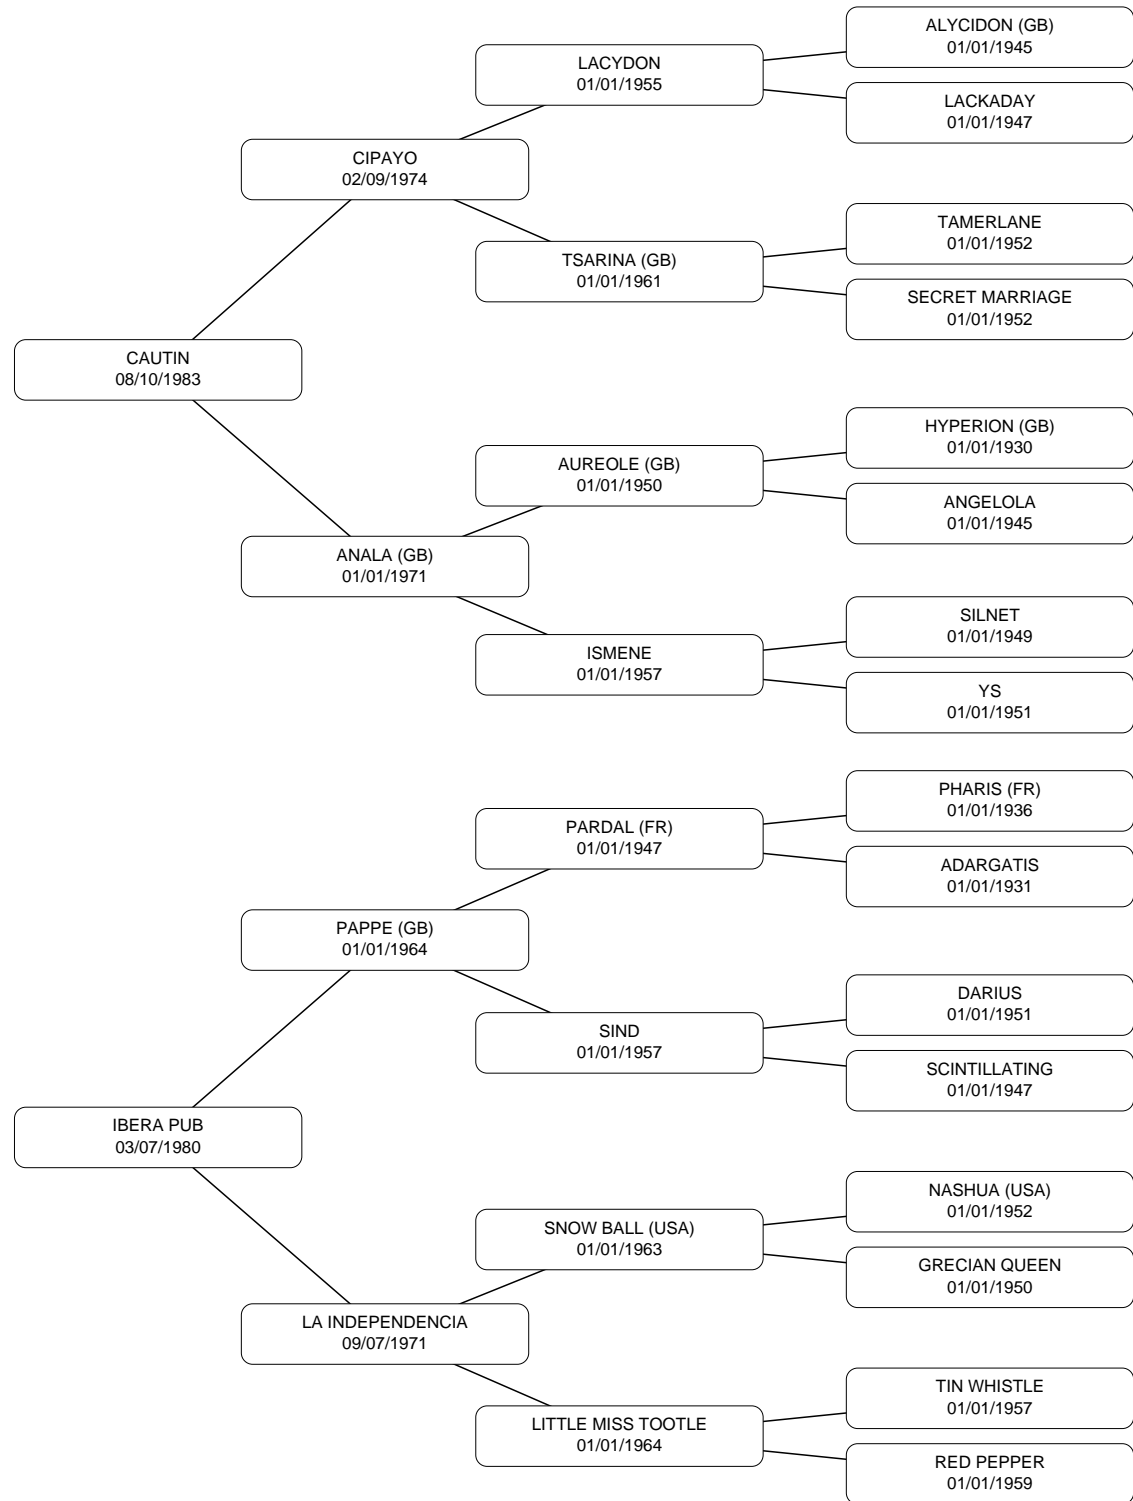 ALYCIDON (GB)
01/01/1945
LACYDON
01/01/1955
LACKADAY
01/01/1947
CIPAYO
02/09/1974
TAMERLANE
01/01/1952
TSARINA (GB)
01/01/1961
SECRET MARRIAGE
01/01/1952
CAUTIN
08/10/1983
HYPERION (GB)
01/01/1930
AUREOLE (GB)
01/01/1950
ANGELOLA
01/01/1945
ANALA (GB)
01/01/1971
SILNET
01/01/1949
ISMENE
01/01/1957
YS
01/01/1951
PHARIS (FR)
01/01/1936
PARDAL (FR)
01/01/1947
ADARGATIS
01/01/1931
PAPPE (GB)
01/01/1964
DARIUS
01/01/1951
SIND
01/01/1957
SCINTILLATING
01/01/1947
IBERA PUB
03/07/1980
NASHUA (USA)
01/01/1952
SNOW BALL (USA)
01/01/1963
GRECIAN QUEEN
01/01/1950
LA INDEPENDENCIA
09/07/1971
TIN WHISTLE
01/01/1957
LITTLE MISS TOOTLE
01/01/1964
RED PEPPER
01/01/1959